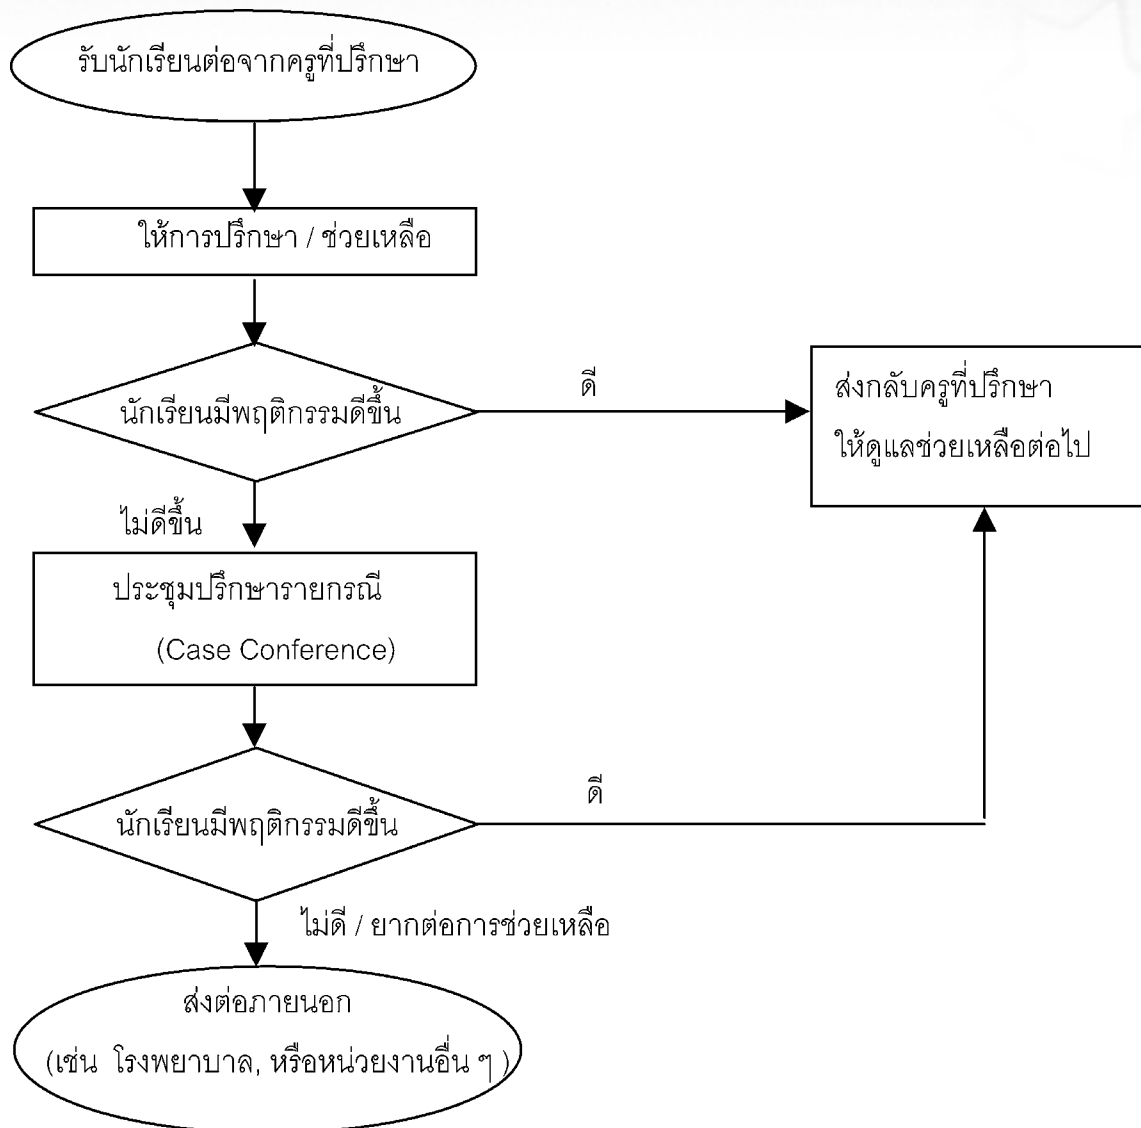 รับนักเรียนต่อจากครูที่ปรึกษา
ให้การปรึกษา / ช่วยเหลือ
นักเรียนมีพฤติกรรมดีขึ้น
ดี
ส่งกลับครูที่ปรึกษา
ให้ดูแลช่วยเหลือต่อไป
ไม่ดีขึ้น
ประชุมปรึกษารายกรณี
(Case Conference)
นักเรียนมีพฤติกรรมดีขึ้น
ดี
ไม่ดี / ยากต่อการช่วยเหลือ
ส่งต่อภายนอก
(เช่น โรงพยาบาล, หรือหน่วยงานอื่น ๆ )